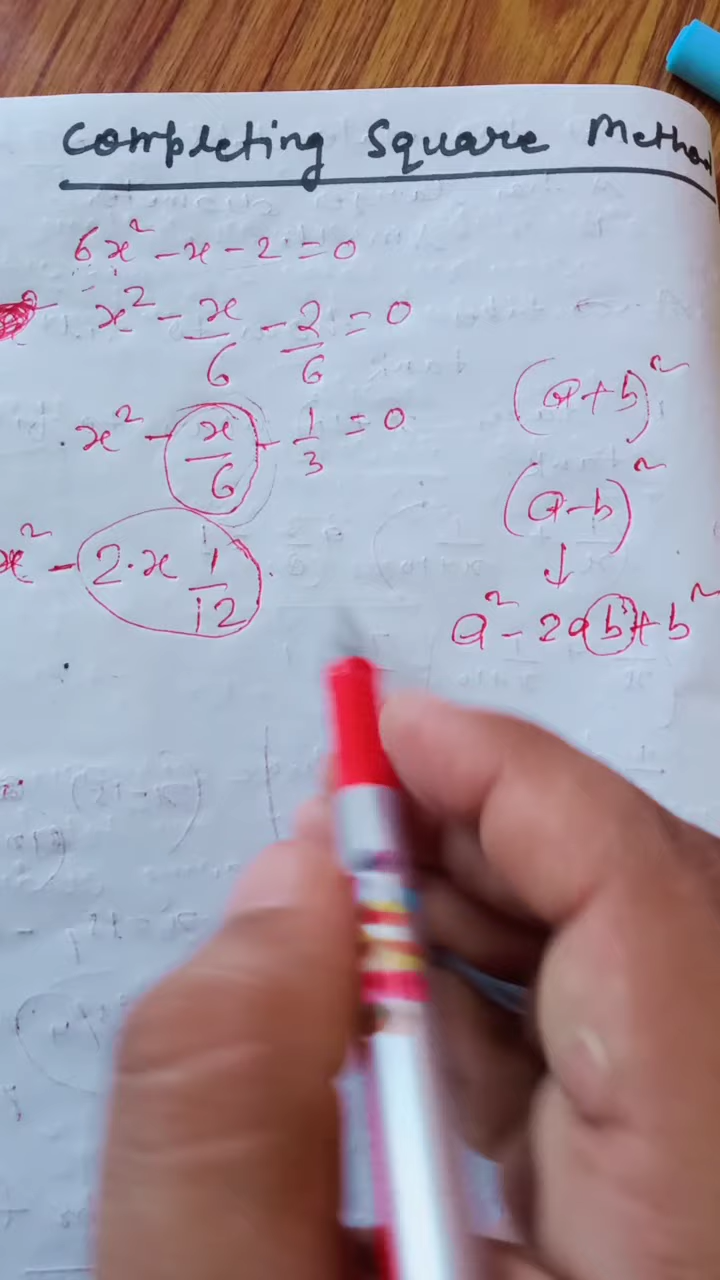 Completing Square Method
6x² - x - 2 = 0
x² - x/6 - 2/6 = 0
x² - x/6 - 1/3 = 0
x² - 2·x 1/12
(a+b)²
(a-b)²
↓
a² - 2ab + b²